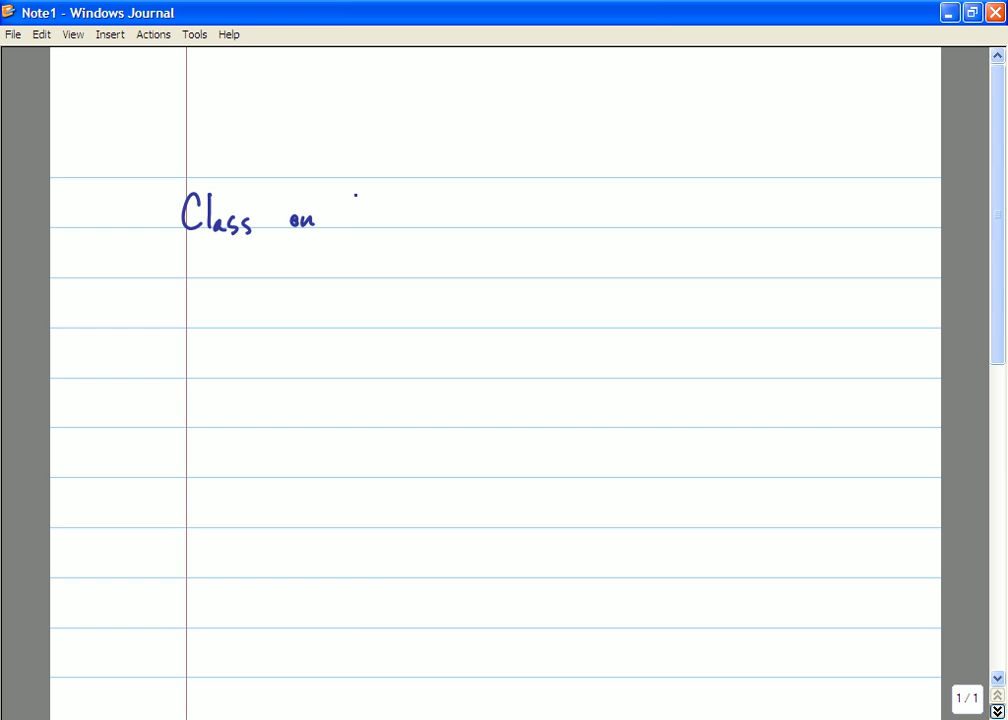 Note1 - Windows Journal
File Edit View Insert Actions Tools Help
Class on
1 / 1